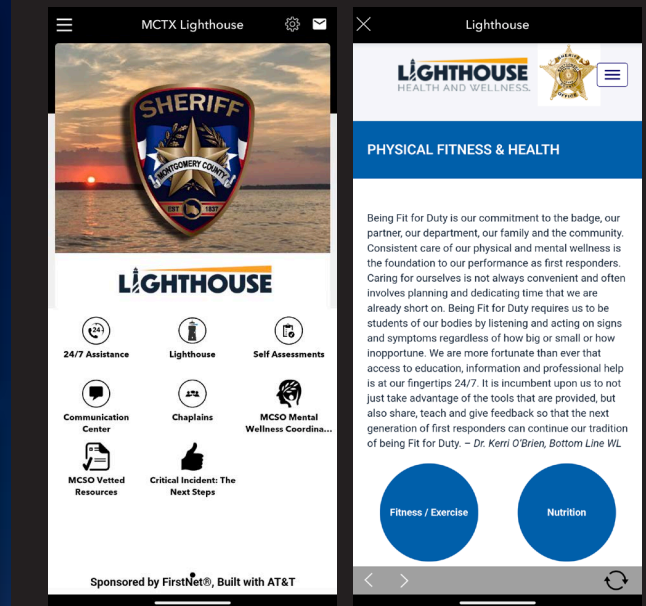 MCTX Lighthouse
SHERIFF
MONTGOMERY COUNTY
EST 1837
LIGHTHOUSE
24/7 Assistance
Lighthouse
Self Assessments
Communication
Center
Chaplains
MCSO Mental
Wellness Coordina...
MCSO Vetted
Resources
Critical Incident: The
Next Steps
Sponsored by FirstNet®, Built with AT&T
Lighthouse
LIGHTHOUSE
HEALTH AND WELLNESS.
SHERIFF
OFFICE
PHYSICAL FITNESS & HEALTH
Being Fit for Duty is our commitment to the badge, our
partner, our department, our family and the community.
Consistent care of our physical and mental wellness is
the foundation to our performance as first responders.
Caring for ourselves is not always convenient and often
involves planning and dedicating time that we are
already short on. Being Fit for Duty requires us to be
students of our bodies by listening and acting on signs
and symptoms regardless of how big or small or how
inopportune. We are more fortunate than ever that
access to education, information and professional help
is at our fingertips 24/7. It is incumbent upon us to not
just take advantage of the tools that are provided, but
also share, teach and give feedback so that the next
generation of first responders can continue our tradition
of being Fit for Duty. – Dr. Kerri O'Brien, Bottom Line WL
Fitness / Exercise
Nutrition